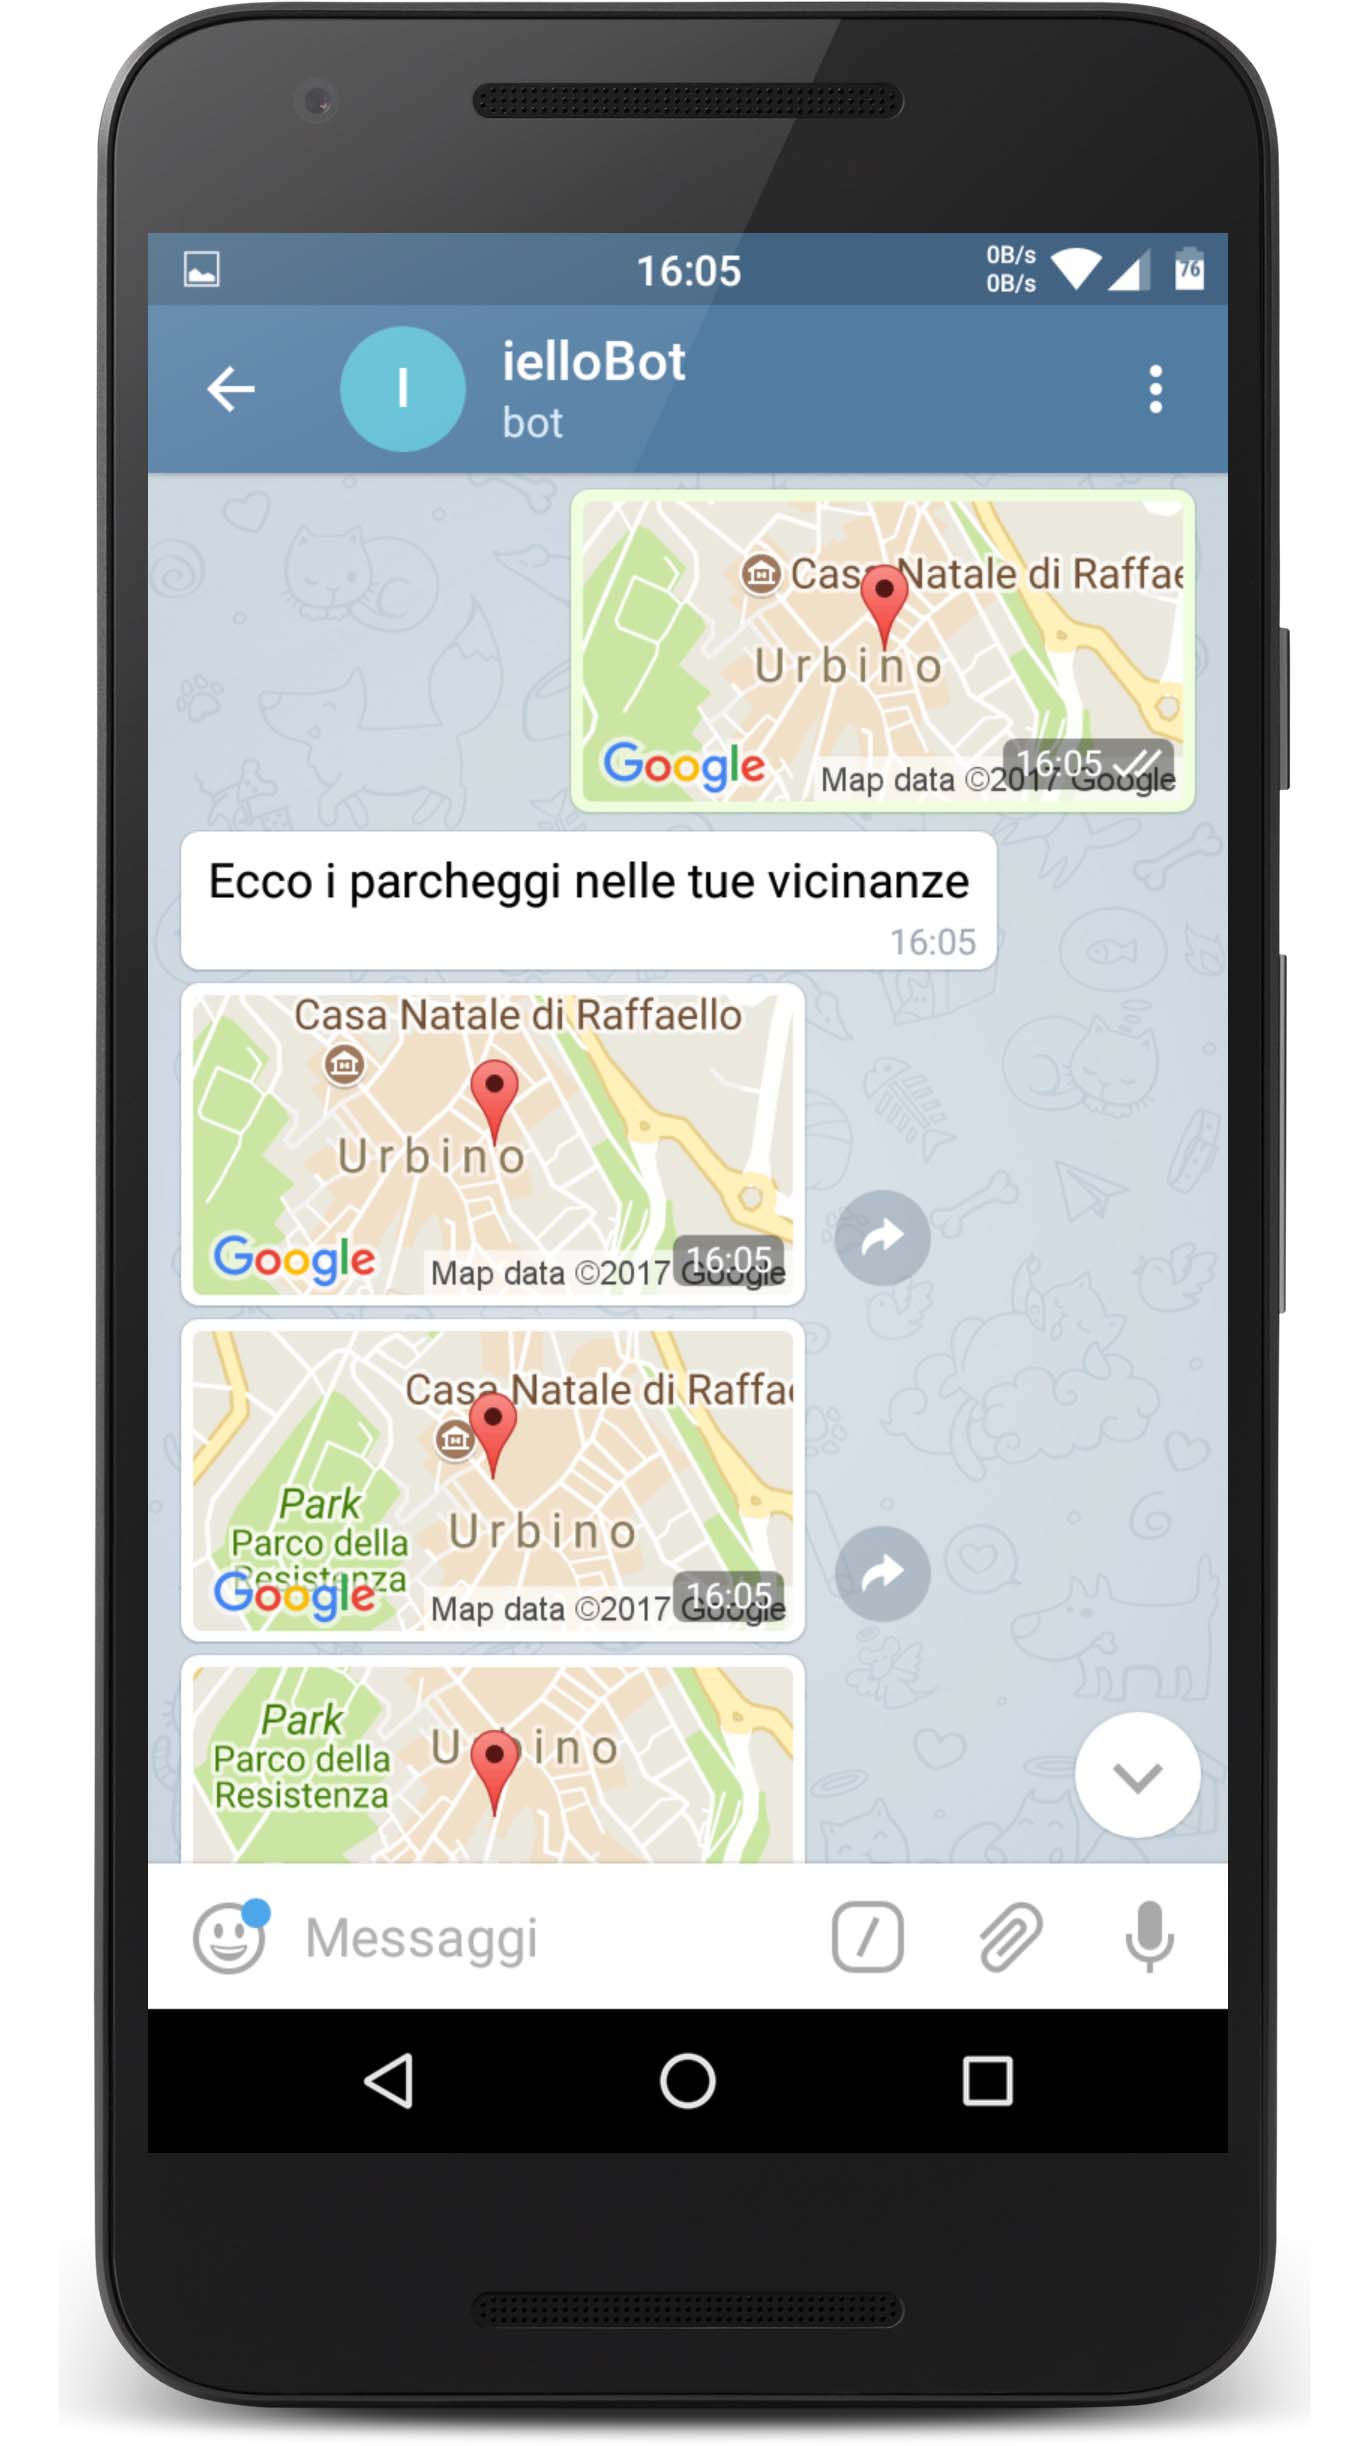 16:05
0B/s
0B/s
76
I
ielloBot
bot
Casa Natale di Raffae
Urbino
Google
Map data ©2017 Google
16:05
Ecco i parcheggi nelle tue vicinanze
16:05
Casa Natale di Raffaello
Urbino
Google
Map data ©2017 Google
16:05
Casa Natale di Raffae
Park
Parco della
Resistenza
Urbino
Google
Map data ©2017 Google
16:05
Park
Parco della
Resistenza
Urbino
Messaggi